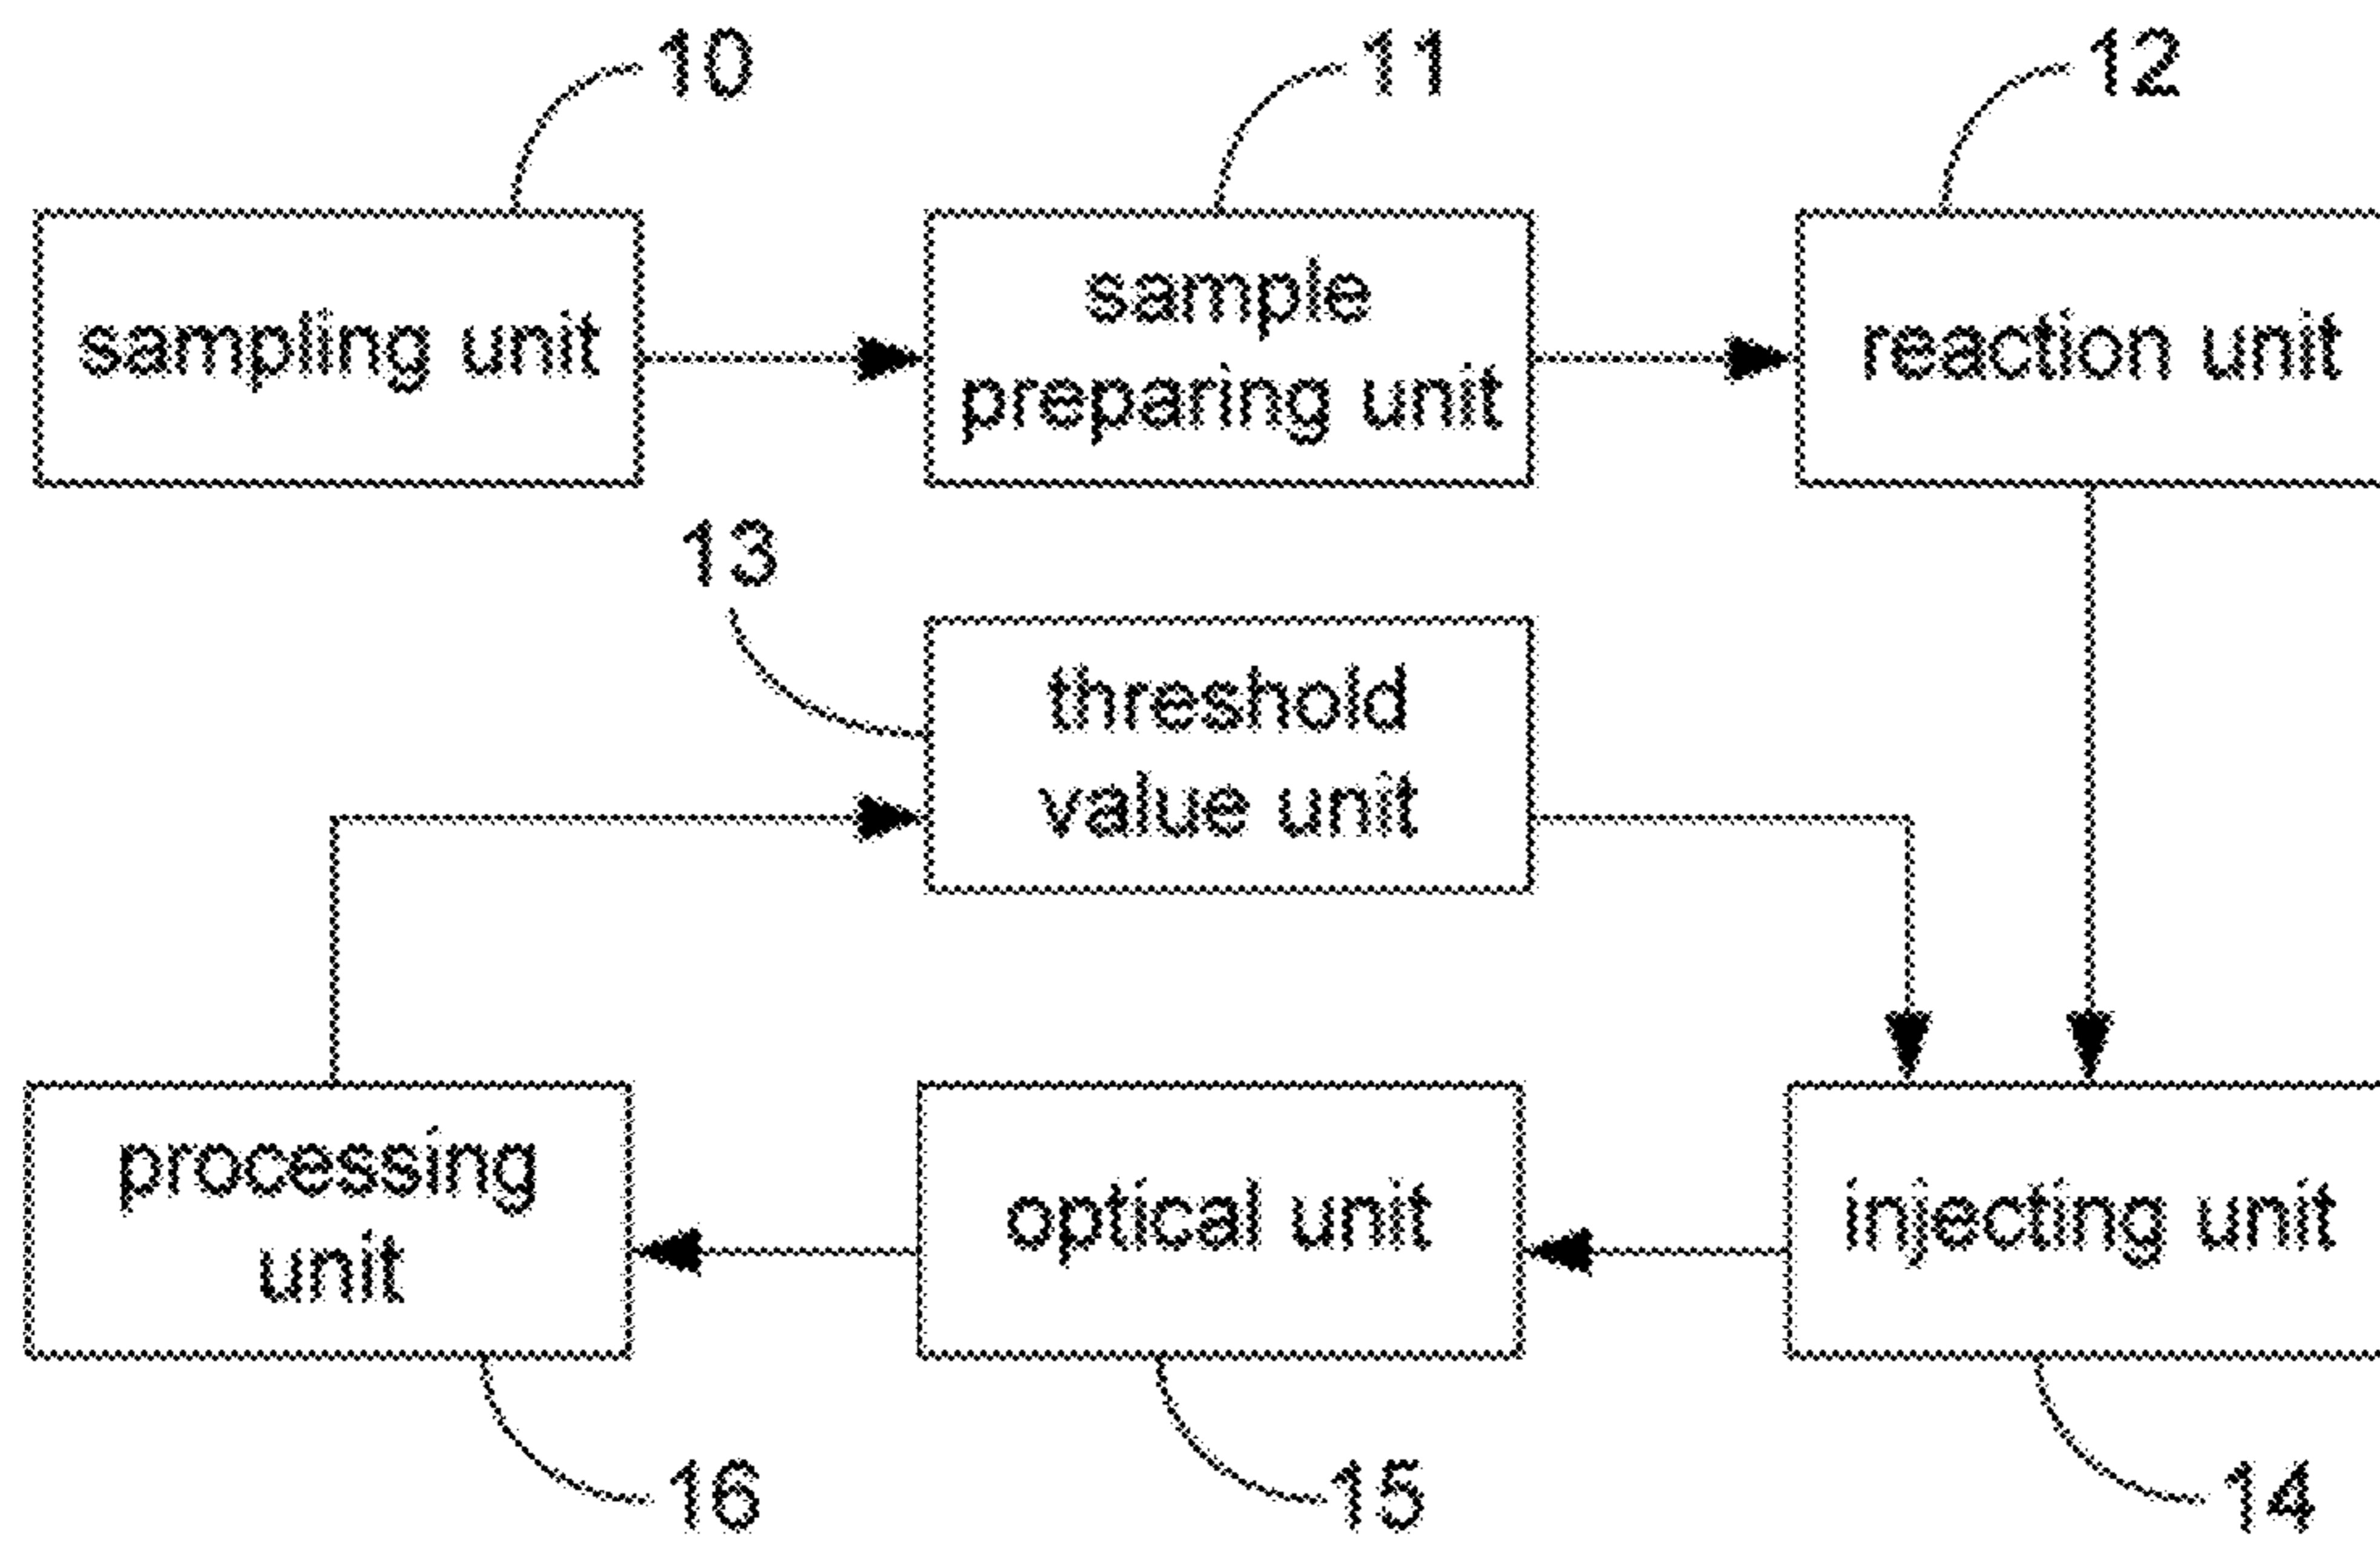 10
11
12
sampling unit
sample
preparing unit
reaction unit
13
threshold
value unit
processing
unit
optical unit
injecting unit
16
15
14